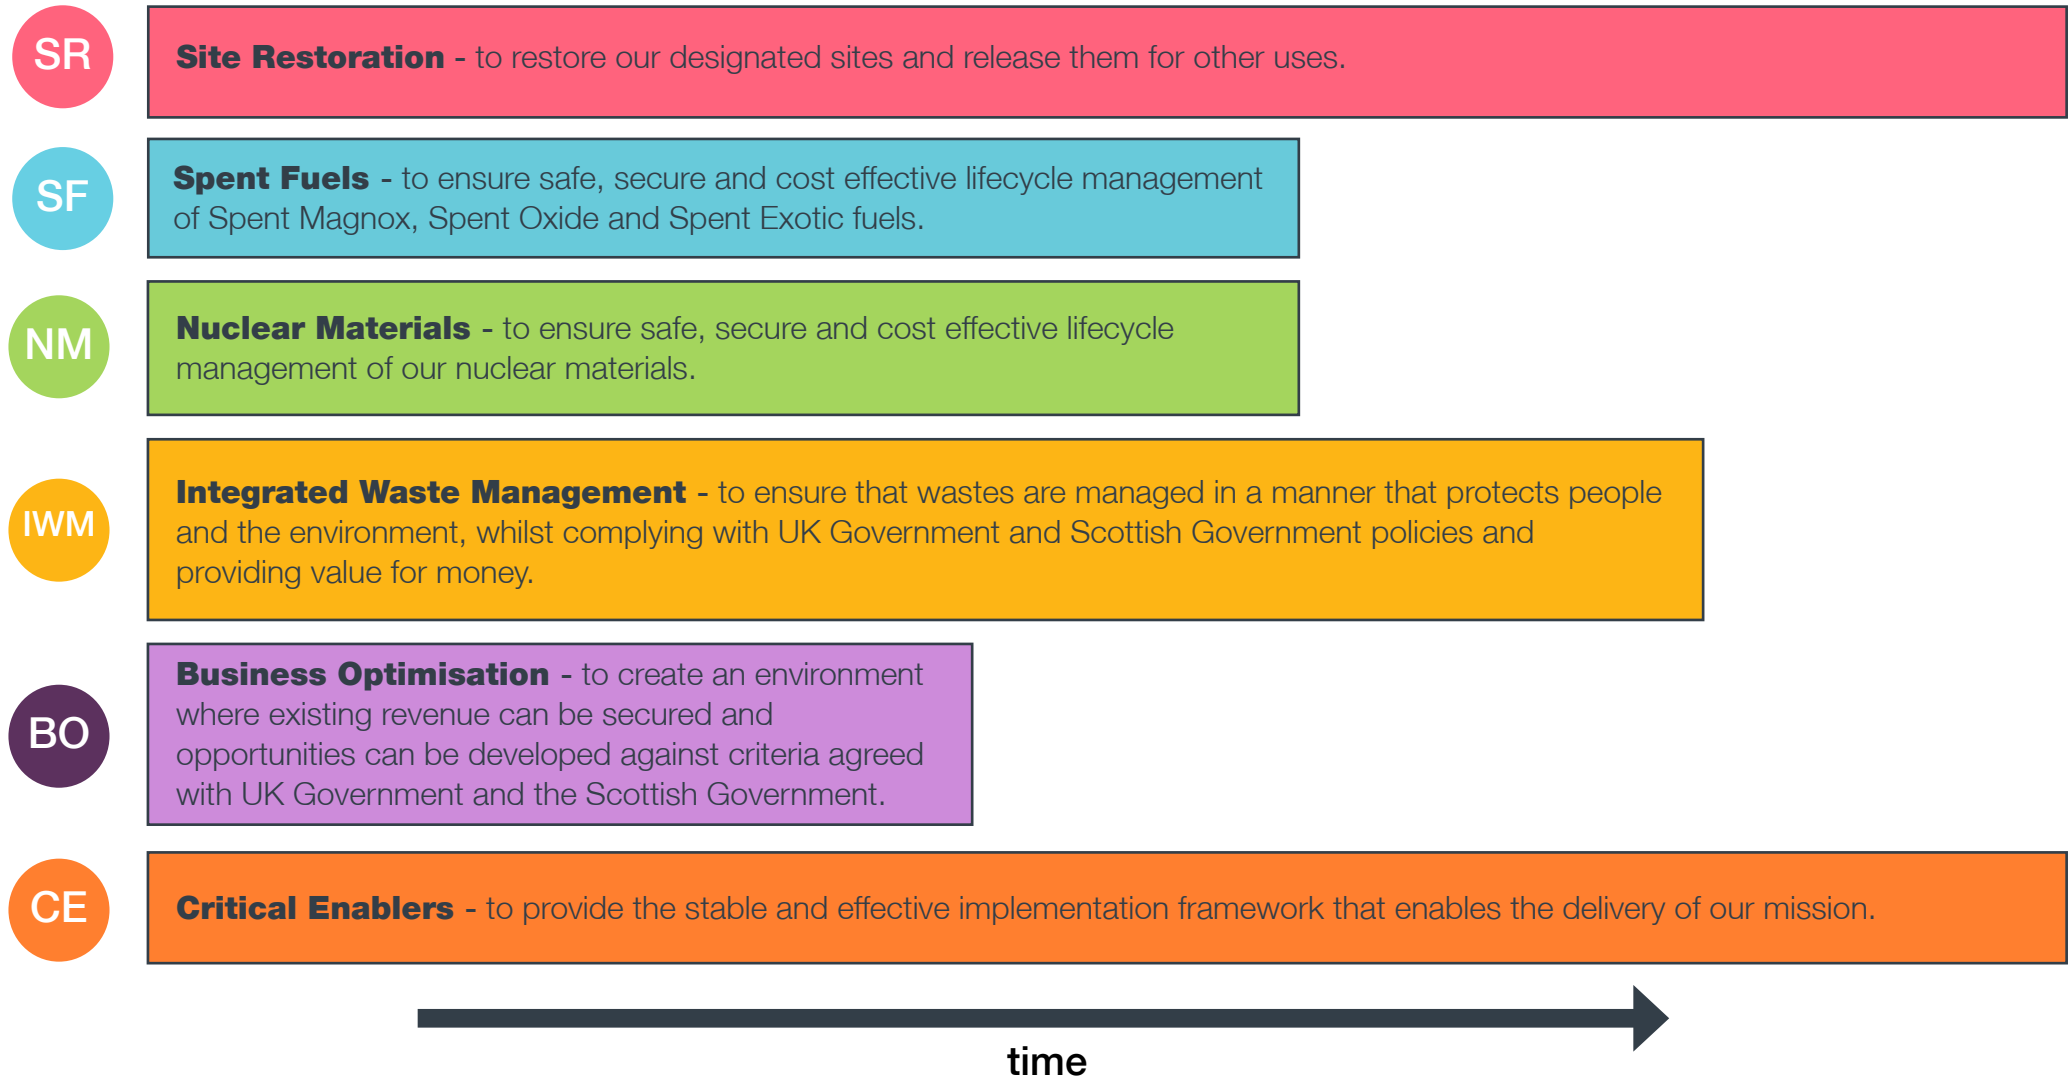 SR
Site Restoration - to restore our designated sites and release them for other uses.
SF
Spent Fuels - to ensure safe, secure and cost effective lifecycle management
of Spent Magnox, Spent Oxide and Spent Exotic fuels.
NM
Nuclear Materials - to ensure safe, secure and cost effective lifecycle
management of our nuclear materials.
IWM
Integrated Waste Management - to ensure that wastes are managed in a manner that protects people
and the environment, whilst complying with UK Government and Scottish Government policies and
providing value for money.
BO
Business Optimisation - to create an environment
where existing revenue can be secured and
opportunities can be developed against criteria agreed
with UK Government and the Scottish Government.
CE
Critical Enablers - to provide the stable and effective implementation framework that enables the delivery of our mission.
time